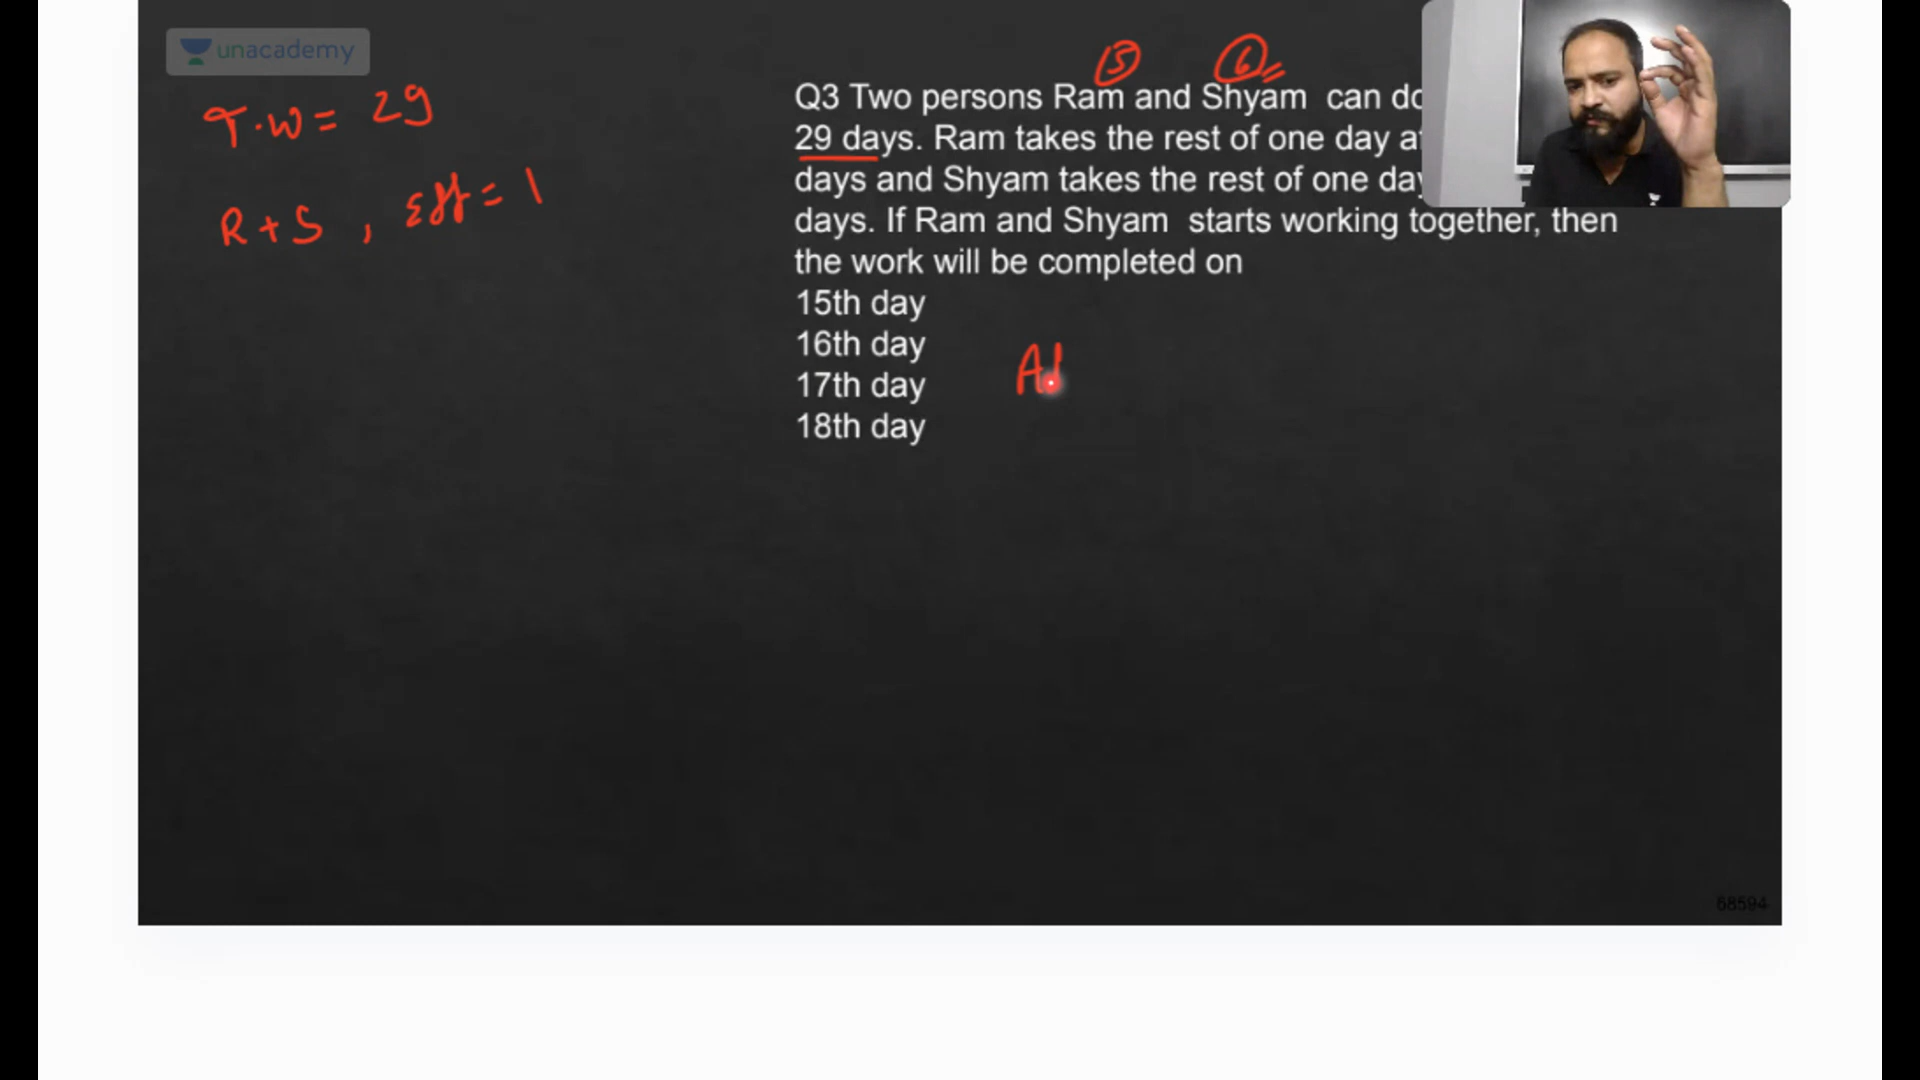 unacademy
T.W = 29
R + S , Eff = 1
5 6
Q3 Two persons Ram and Shyam can do
29 days. Ram takes the rest of one day
days and Shyam takes the rest of one day
days. If Ram and Shyam starts working together, then
the work will be completed on
15th day
16th day
17th day
18th day
58594